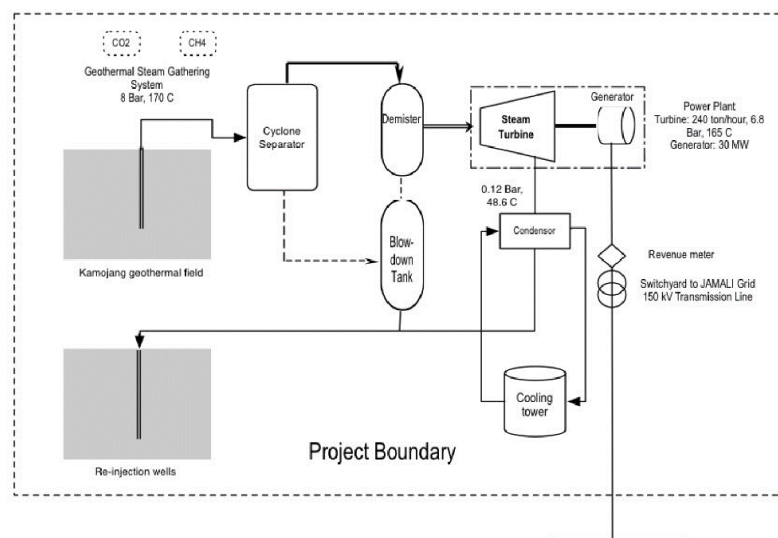 CO2
CH4
Geothermal Steam Gathering
System
8 Bar, 170 C
Cyclone
Separator
Demister
Steam
Turbine
Generator
Power Plant
Turbine: 240 ton/hour, 6.8
Bar, 165 C
Generator: 30 MW
0.12 Bar,
48.6 C
Condensor
Blow-
down
Tank
Kamojang geothermal field
Revenue meter
Switchyard to JAMALI Grid
150 kV Transmission Line
Cooling
tower
Project Boundary
Re-injection wells